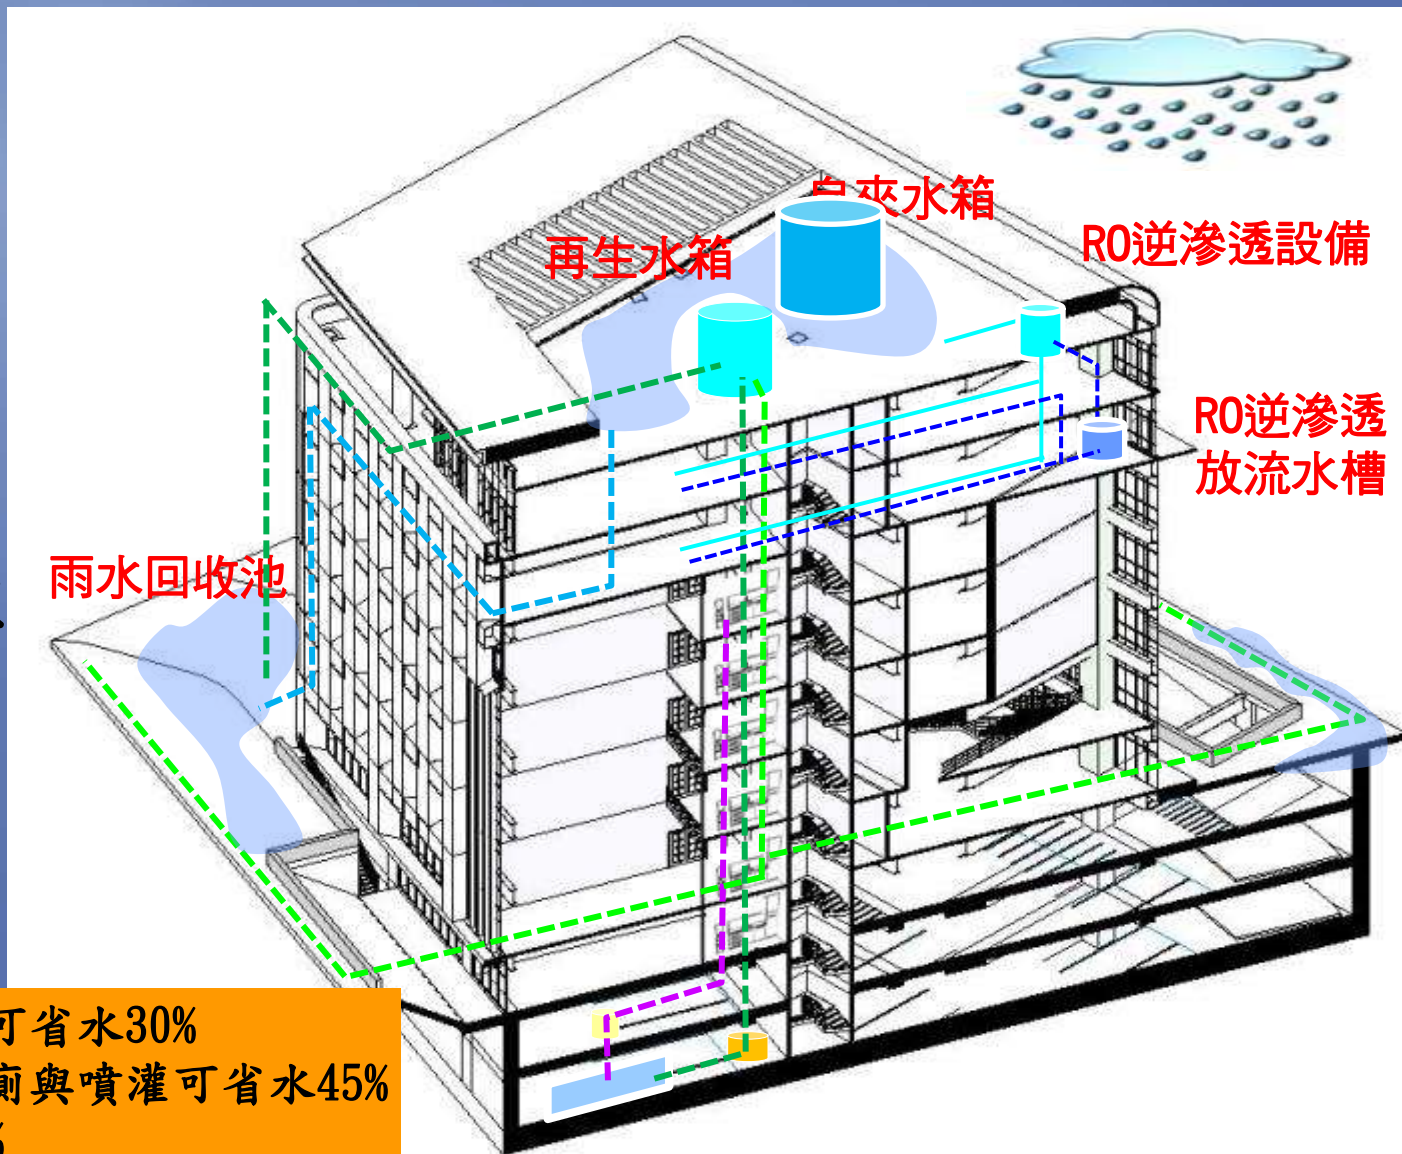 自來水箱
再生水箱
RO逆滲透設備
RO逆滲透
放流水槽
雨水回收池
可省水30%
廁與噴灌可省水45%
%